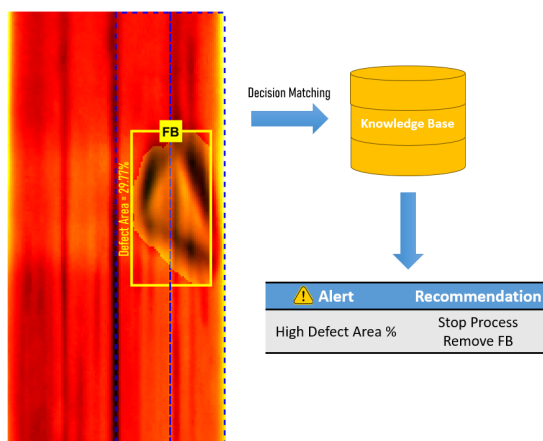 FB
Defect Area = 29.77%
Decision Matching
Knowledge Base
Alert
Recommendation
High Defect Area %
Stop Process
Remove FB